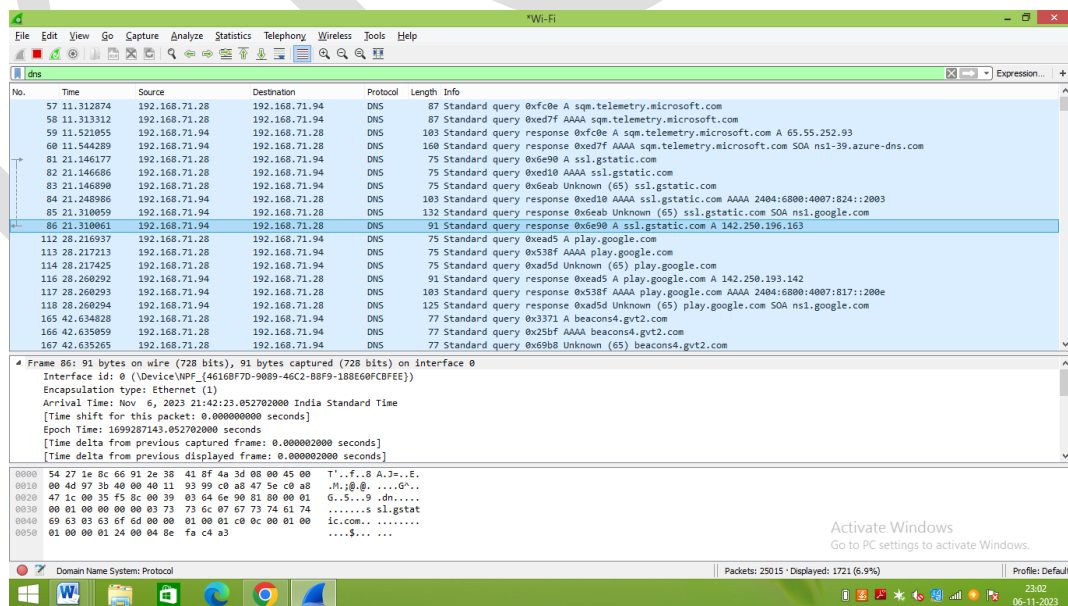 *Wi-Fi
File Edit View Go Capture Analyze Statistics Telephony Wireless Tools Help
dns Expression... +
No. Time Source Destination Protocol Length Info
57 11.312874 192.168.71.28 192.168.71.94 DNS 87 Standard query 0xfc0e A sqm.telemetry.microsoft.com
58 11.313312 192.168.71.28 192.168.71.94 DNS 87 Standard query 0xed7f AAAA sqm.telemetry.microsoft.com
59 11.521055 192.168.71.94 192.168.71.28 DNS 103 Standard query response 0xfc0e A sqm.telemetry.microsoft.com A 65.55.252.93
60 11.544289 192.168.71.94 192.168.71.28 DNS 160 Standard query response 0xed7f AAAA sqm.telemetry.microsoft.com SOA ns1-39.azure-dns.com
81 21.146177 192.168.71.28 192.168.71.94 DNS 75 Standard query 0x6e90 A ssl.gstatic.com
82 21.146686 192.168.71.28 192.168.71.94 DNS 75 Standard query 0xed10 AAAA ssl.gstatic.com
83 21.146890 192.168.71.28 192.168.71.94 DNS 75 Standard query 0x6eab Unknown (65) ssl.gstatic.com
84 21.248986 192.168.71.94 192.168.71.28 DNS 103 Standard query response 0xed10 AAAA ssl.gstatic.com AAAA 2404:6800:4007:824::2003
85 21.310059 192.168.71.94 192.168.71.28 DNS 132 Standard query response 0x6eab Unknown (65) ssl.gstatic.com SOA ns1.google.com
86 21.310061 192.168.71.94 192.168.71.28 DNS 91 Standard query response 0x6e90 A ssl.gstatic.com A 142.250.196.163
112 28.216937 192.168.71.28 192.168.71.94 DNS 75 Standard query 0xead5 A play.google.com
113 28.217213 192.168.71.28 192.168.71.94 DNS 75 Standard query 0x538f AAAA play.google.com
114 28.217425 192.168.71.28 192.168.71.94 DNS 75 Standard query 0xad5d Unknown (65) play.google.com
116 28.260292 192.168.71.94 192.168.71.28 DNS 91 Standard query response 0xead5 A play.google.com A 142.250.193.142
117 28.260293 192.168.71.94 192.168.71.28 DNS 103 Standard query response 0x538f AAAA play.google.com AAAA 2404:6800:4007:817::200e
118 28.260294 192.168.71.94 192.168.71.28 DNS 125 Standard query response 0xad5d Unknown (65) play.google.com SOA ns1.google.com
165 42.634828 192.168.71.28 192.168.71.94 DNS 77 Standard query 0x3371 A beacons4.gvt2.com
166 42.635059 192.168.71.28 192.168.71.94 DNS 77 Standard query 0x25bf AAAA beacons4.gvt2.com
167 42.635265 192.168.71.28 192.168.71.94 DNS 77 Standard query 0x69b8 Unknown (65) beacons4.gvt2.com
Frame 86: 91 bytes on wire (728 bits), 91 bytes captured (728 bits) on interface 0
Interface id: 0 (\Device\NPF_{4616BF7D-9089-46C2-B8F9-188E60FCBFEE})
Encapsulation type: Ethernet (1)
Arrival Time: Nov 6, 2023 21:42:23.052702000 India Standard Time
[Time shift for this packet: 0.000000000 seconds]
Epoch Time: 1699287143.052702000 seconds
[Time delta from previous captured frame: 0.000002000 seconds]
[Time delta from previous displayed frame: 0.000002000 seconds]
0000 54 27 1e 8c 66 91 2e 38 41 8f 4a 3d 08 00 45 00 T'..f..8 A.J=..E.
0010 00 4d 97 3b 40 00 40 11 93 99 c0 a8 47 5e c0 a8 .M.;@.@. ....G^..
0020 47 1c 00 35 f5 8c 00 39 03 64 6e 90 81 80 00 01 G..5...9 .dn.....
0030 00 01 00 00 00 00 03 73 73 6c 07 67 73 74 61 74 .......s sl.gstat
0040 69 63 03 63 6f 6d 00 00 01 00 01 c0 0c 00 01 00 ic.com.. ........
0050 01 00 00 01 24 00 04 8e fa c4 a3 ....$... ...
Activate Windows
Go to PC settings to activate Windows.
Domain Name System: Protocol Packets: 25015 · Displayed: 1721 (6.9%) Profile: Default
23:02
06-11-2023